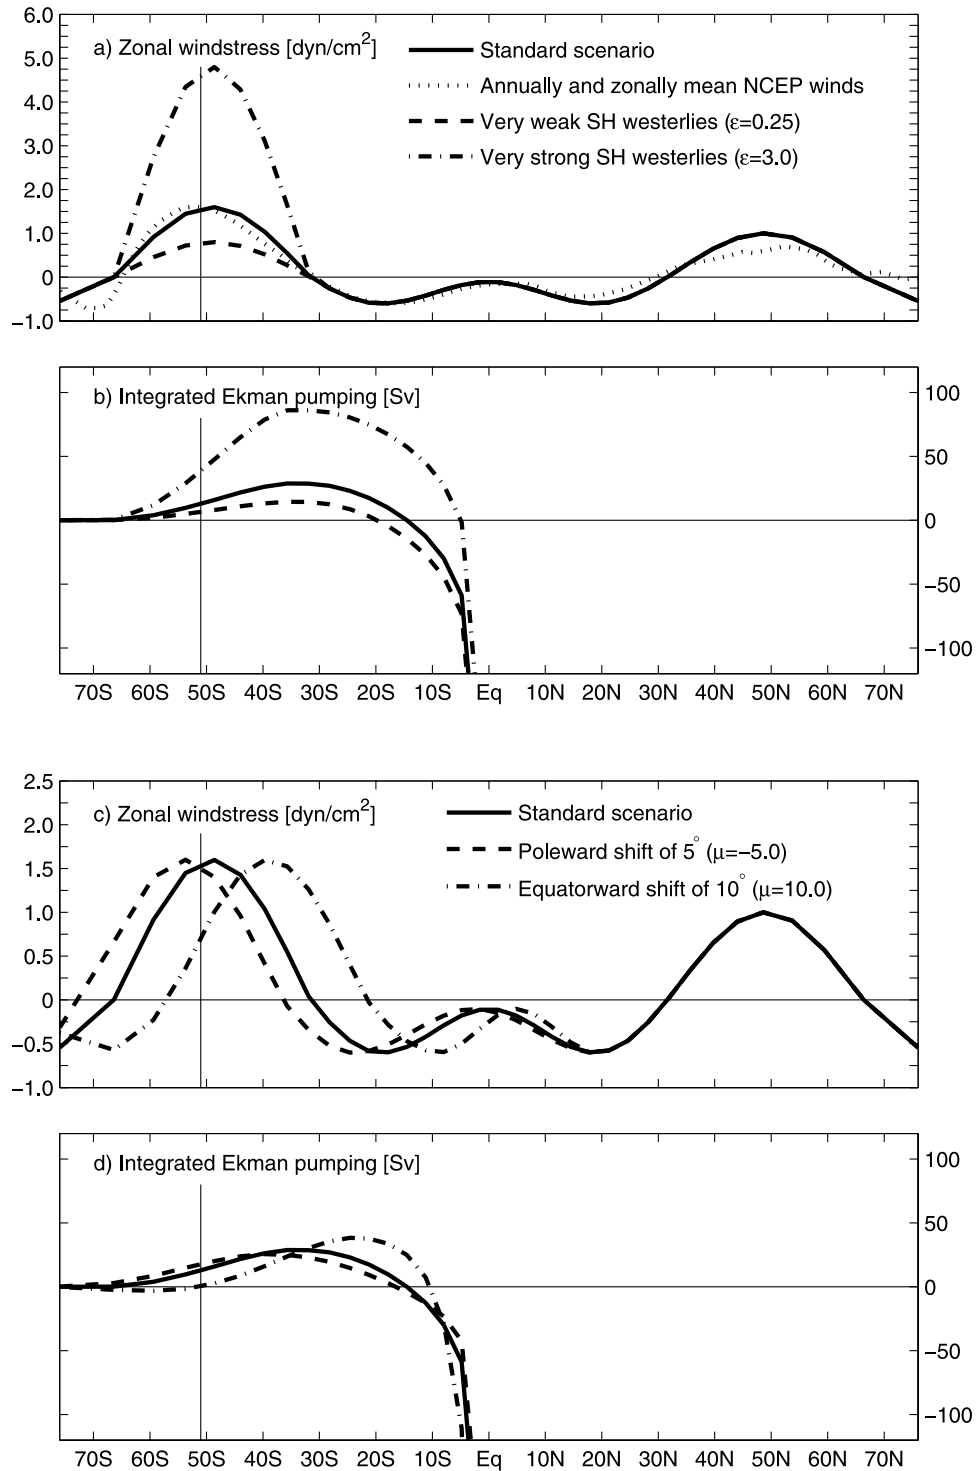 6.0
a) Zonal windstress [dyn/cm2]
Standard scenario
5.0
Annually and zonally mean NCEP winds
4.0
Very weak SH westerlies (ε=0.25)
3.0
Very strong SH westerlies (ε=3.0)
2.0
1.0
0
−1.0
b) Integrated Ekman pumping [Sv]
100
50
0
−50
−100
70S 60S 50S 40S 30S 20S 10S Eq 10N 20N 30N 40N 50N 60N 70N
2.5
c) Zonal windstress [dyn/cm2]
Standard scenario
2.0
Poleward shift of 5° (μ=−5.0)
1.5
Equatorward shift of 10° (μ=10.0)
1.0
0.5
0
−0.5
−1.0
d) Integrated Ekman pumping [Sv]
100
50
0
−50
−100
70S 60S 50S 40S 30S 20S 10S Eq 10N 20N 30N 40N 50N 60N 70N